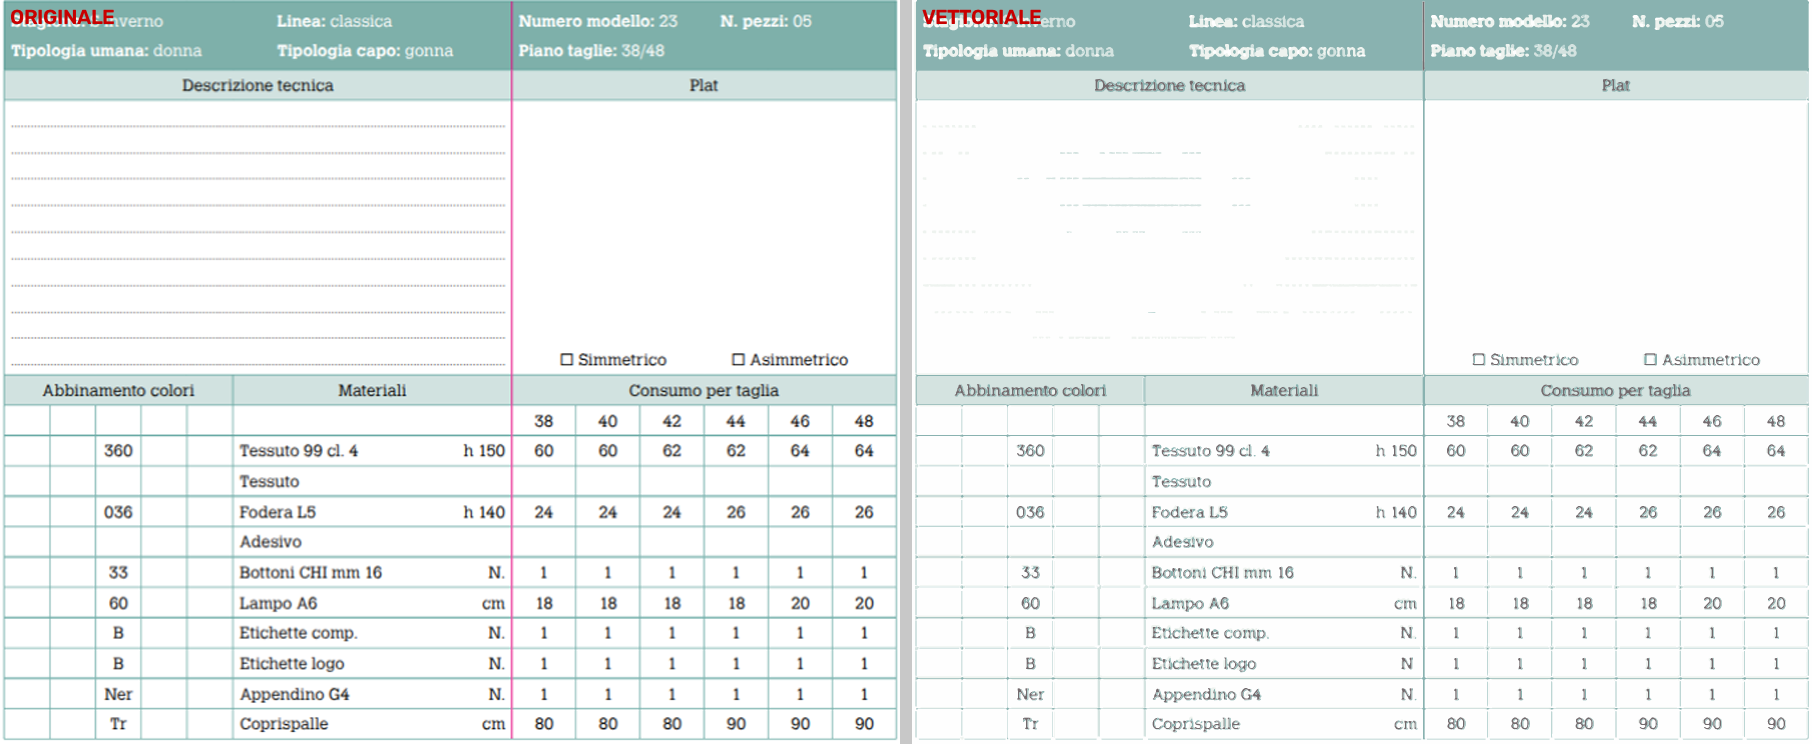 ORIGINALE
Linea: classica
Numero modello: 23 N. pezzi: 05
Tipologia umana: donna Tipologia capo: gonna Piano taglie: 38/48
Descrizione tecnica Plat
☐ Simmetrico ☐ Asimmetrico
Abbinamento colori Materiali Consumo per taglia
38 40 42 44 46 48
360 Tessuto 99 cl. 4 h 150 60 60 62 62 64 64
Tessuto
036 Fodera L5 h 140 24 24 24 26 26 26
Adesivo
33 Bottoni CHI mm 16 N. 1 1 1 1 1 1
60 Lampo A6 cm 18 18 18 18 20 20
B Etichette comp. N. 1 1 1 1 1 1
B Etichette logo N. 1 1 1 1 1 1
Ner Appendino G4 N. 1 1 1 1 1 1
Tr Coprispalle cm 80 80 80 90 90 90
VETTORIALE
Linea: classica
Numero modello: 23 N. pezzi: 05
Tipologia umana: donna Tipologia capo: gonna Piano taglie: 38/48
Descrizione tecnica Plat
☐ Simmetrico ☐ Asimmetrico
Abbinamento colori Materiali Consumo per taglia
38 40 42 44 46 48
360 Tessuto 99 cl. 4 h 150 60 60 62 62 64 64
Tessuto
036 Fodera L5 h 140 24 24 24 26 26 26
Adesivo
33 Bottoni CHI mm 16 N. 1 1 1 1 1 1
60 Lampo A6 cm 18 18 18 18 20 20
B Etichette comp. N. 1 1 1 1 1 1
B Etichette logo N 1 1 1 1 1 1
Ner Appendino G4 N. 1 1 1 1 1 1
Tr Coprispalle cm 80 80 80 90 90 90